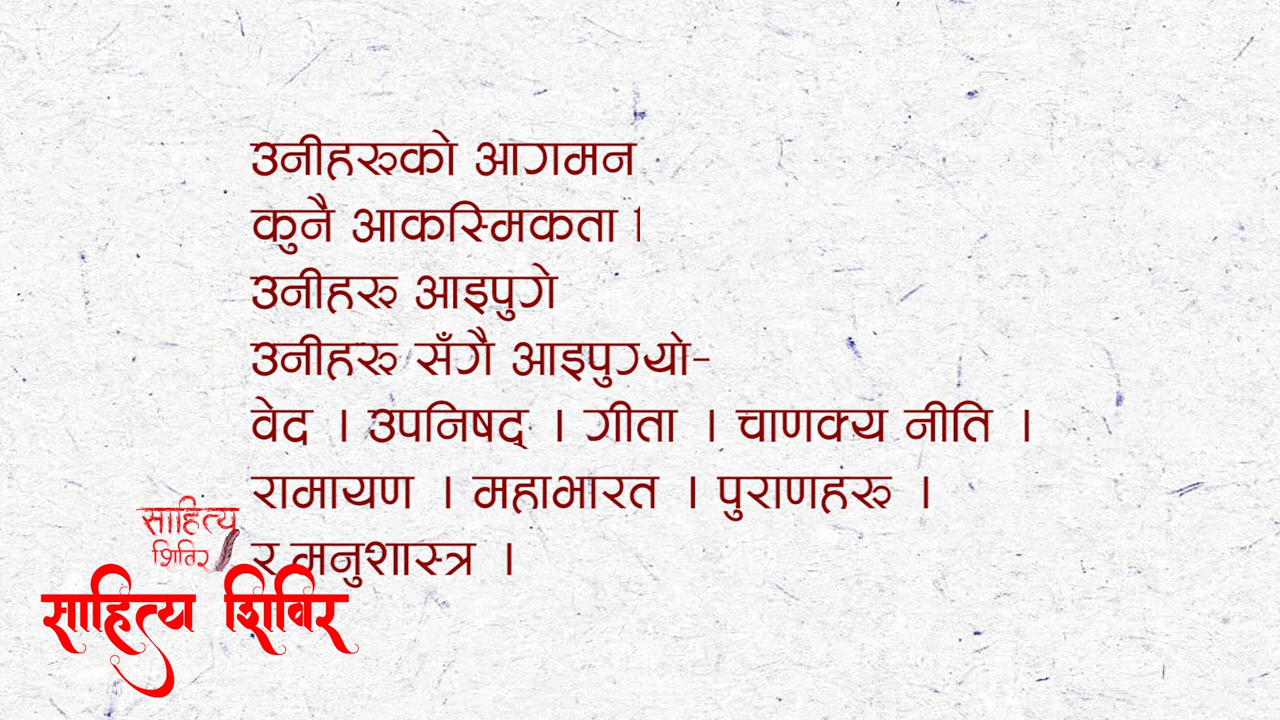 उनीहरुको आगमन
कुनै आकस्मिकता।
उनीहरु आइपुगे
उनीहरु सँगै आइपुग्यो-
वेद । उपनिषद् । गीता । चाणक्य नीति ।
रामायण । महाभारत । पुराणहरु ।
र मनुशास्त्र ।
साहित्य
शिविर
साहित्य शिविर